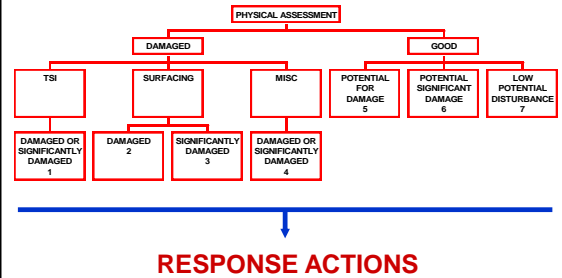 PHYSICAL ASSESSMENT
DAMAGED
GOOD
TSI
SURFACING
MISC
POTENTIAL
FOR
DAMAGE
5
POTENTIAL
SIGNIFICANT
DAMAGE
6
LOW
POTENTIAL
DISTURBANCE
7
DAMAGED OR
SIGNIFICANTLY
DAMAGED
1
DAMAGED
2
SIGNIFICANTLY
DAMAGED
3
DAMAGED OR
SIGNIFICANTLY
DAMAGED
4
RESPONSE ACTIONS